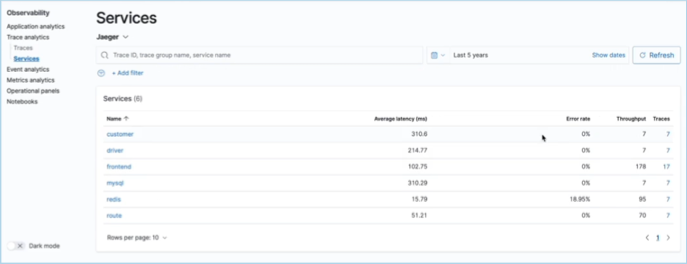 Observability
Application analytics
Trace analytics
Traces
Services
Event analytics
Metrics analytics
Operational panels
Notebooks
Dark mode
Services
Jaeger
Trace ID, trace group name, service name
Last 5 years
Show dates
Refresh
+ Add filter
Services (6)
Name Average latency (ms) Error rate Throughput Traces
customer 310.6 0% 7 7
driver 214.77 0% 7 7
frontend 102.75 0% 178 17
mysql 310.29 0% 7 7
redis 15.79 18.95% 95 7
route 51.21 0% 70 7
Rows per page: 10
1